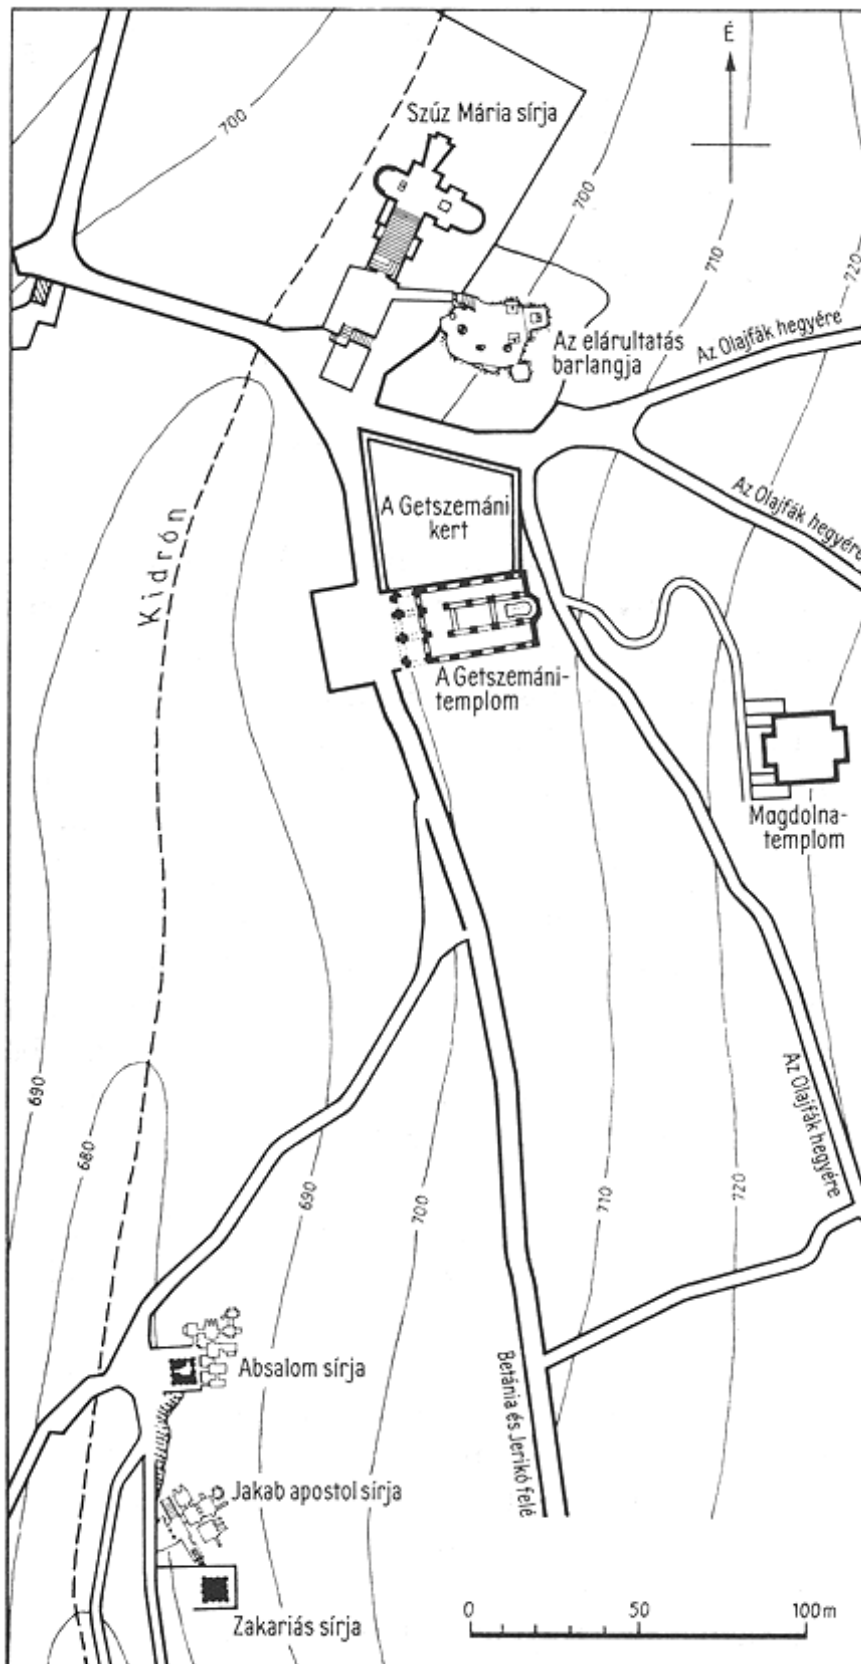 É
Szűz Mária sírja
700
700
710
720
Az elárultatás
barlangja
Az Olajfák hegyére
Az Olajfák hegyére
A Getszemáni
kert
Kidrón
A Getszemáni-
templom
Magdolna-
templom
690
680
690
700
710
720
Az Olajfák hegyére
Absalom sírja
Betánia és Jerikó felé
Jakab apostol sírja
Zakariás sírja
0 50 100 m